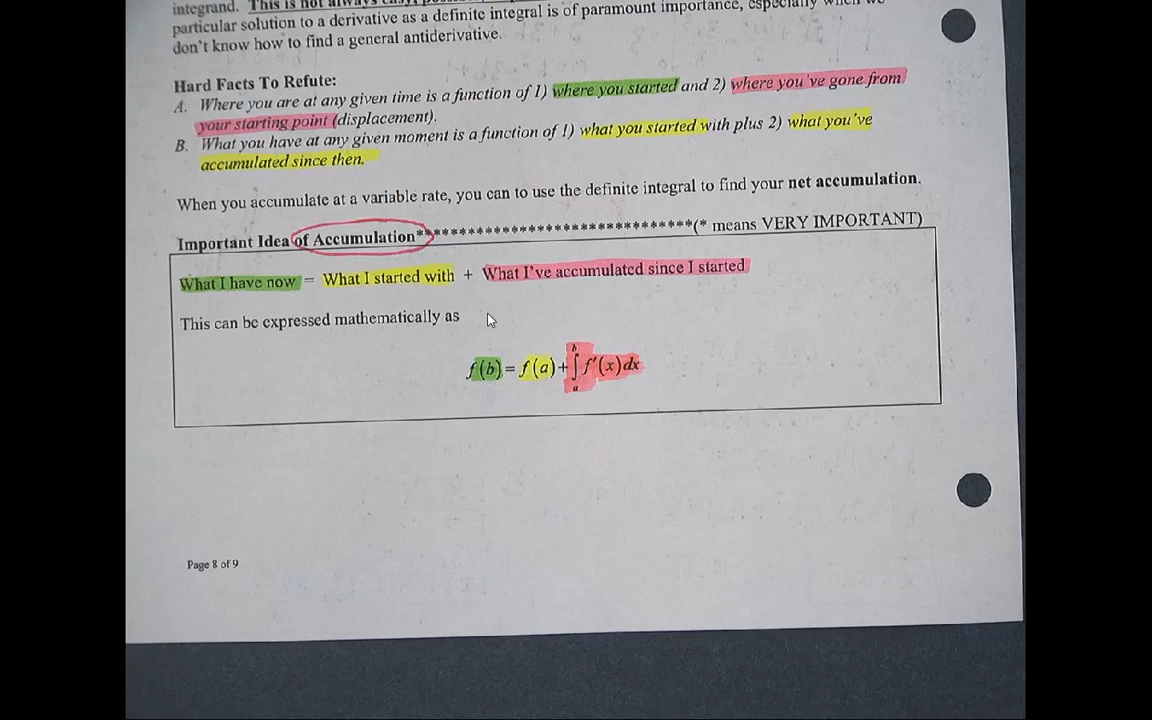 integrand. This is not always easy,
particular solution to a derivative as a definite integral is of paramount importance, especially when we
don't know how to find a general antiderivative.
Hard Facts To Refute:
A. Where you are at any given time is a function of 1) where you started and 2) where you've gone from
your starting point (displacement).
B. What you have at any given moment is a function of 1) what you started with plus 2) what you've
accumulated since then.
When you accumulate at a variable rate, you can to use the definite integral to find your net accumulation.
Important Idea of Accumulation*********************************(* means VERY IMPORTANT)
What I have now = What I started with + What I've accumulated since I started
This can be expressed mathematically as
f(b) = f(a) + ∫_a^b f'(x)dx
Page 8 of 9